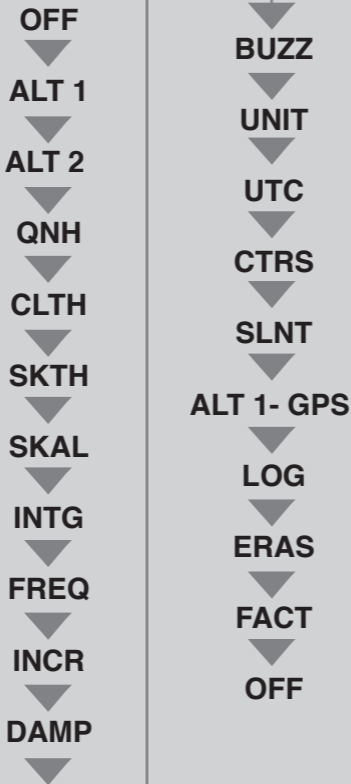 OFF
ALT 1
ALT 2
QNH
CLTH
SKTH
SKAL
INTG
FREQ
INCR
DAMP
BUZZ
UNIT
UTC
CTRS
SLNT
ALT 1- GPS
LOG
ERAS
FACT
OFF